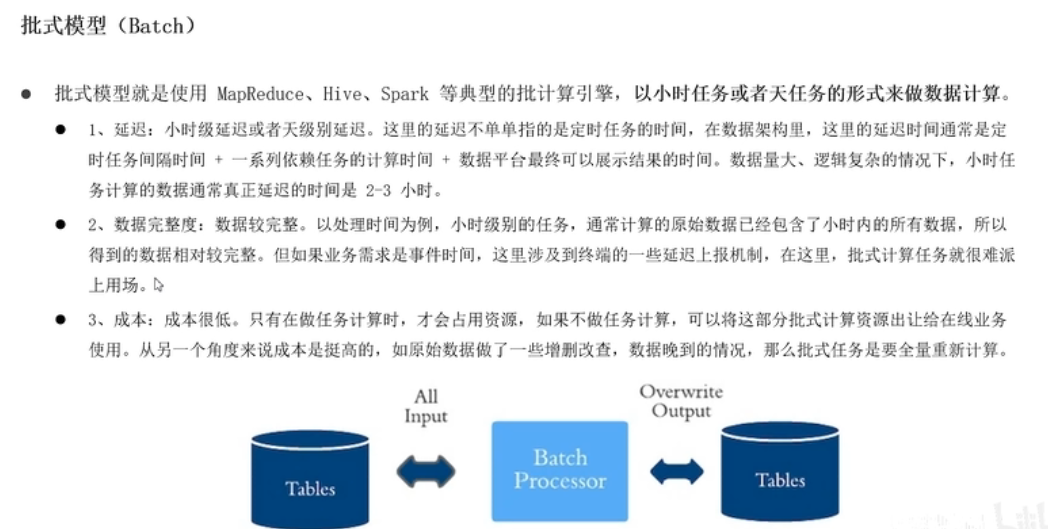 批式模型（Batch）
● 批式模型就是使用 MapReduce、Hive、Spark 等典型的批计算引擎，以小时任务或者天任务的形式来做数据计算。
● 1、延迟：小时级延迟或者天级别延迟。这里的延迟不单单指的是定时任务的时间，在数据架构里，这里的延迟时间通常是定
时任务间隔时间 + 一系列依赖任务的计算时间 + 数据平台最终可以展示结果的时间。数据量大、逻辑复杂的情况下，小时任
务计算的数据通常真正延迟的时间是 2-3 小时。
● 2、数据完整度：数据较完整。以处理时间为例，小时级别的任务，通常计算的原始数据已经包含了小时内的所有数据，所以
得到的数据相对较完整。但如果业务需求是事件时间，这里涉及到终端的一些延迟上报机制，在这里，批式计算任务就很难派
上用场。
● 3、成本：成本很低。只有在做任务计算时，才会占用资源，如果不做任务计算，可以将这部分批式计算资源出让给在线业务
使用。从另一个角度来说成本是挺高的，如原始数据做了一些增删改查，数据晚到的情况，那么批式任务是要全量重新计算。
All
Input
Overwrite
Output
Tables
Batch
Processor
Tables